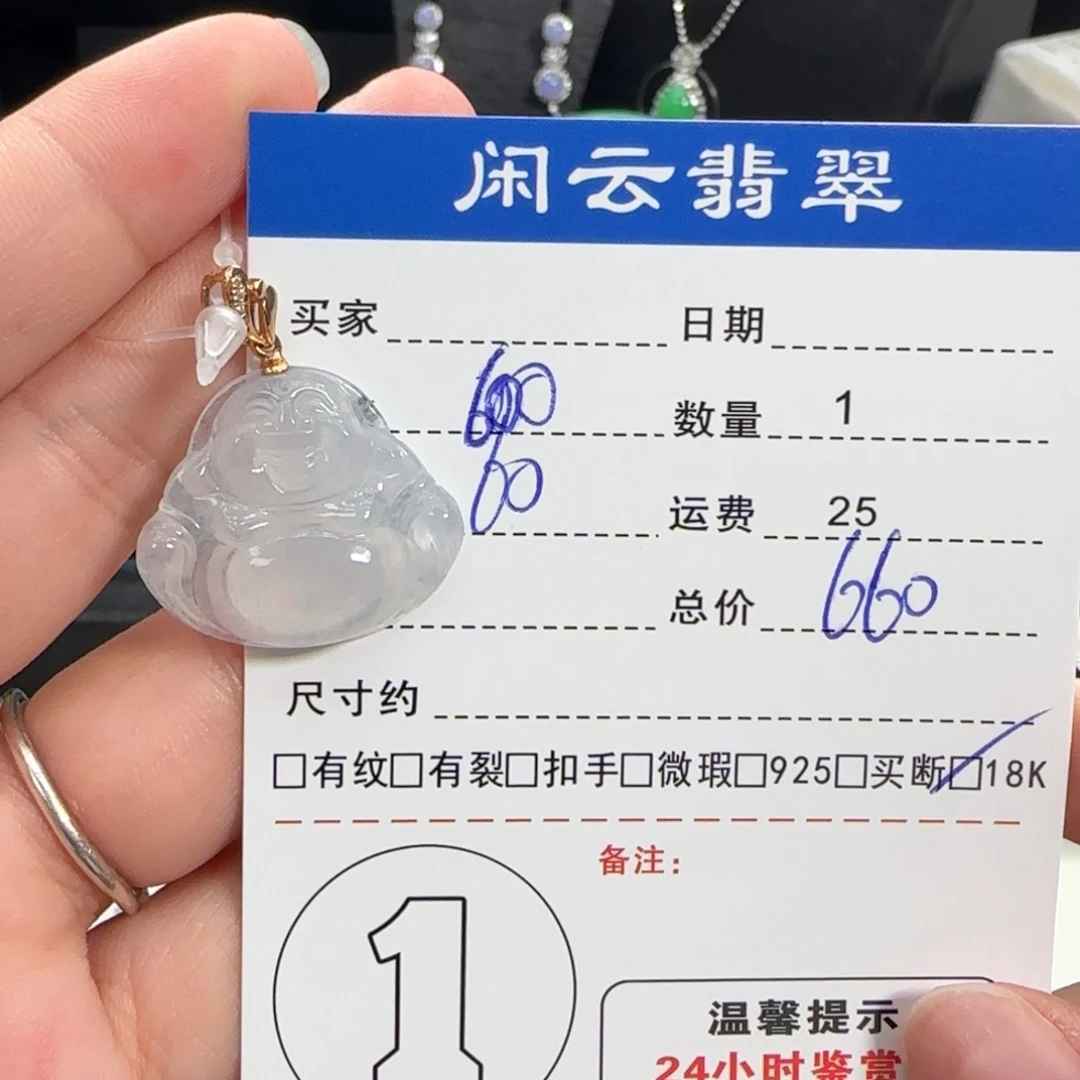 闲云翡翠
买家 日期
600 数量 1
60 运费 25
总价 660
尺寸约
□有纹□有裂□扣手□微瑕□925□买断□18K
备注：
1
温馨提示
24小时鉴赏